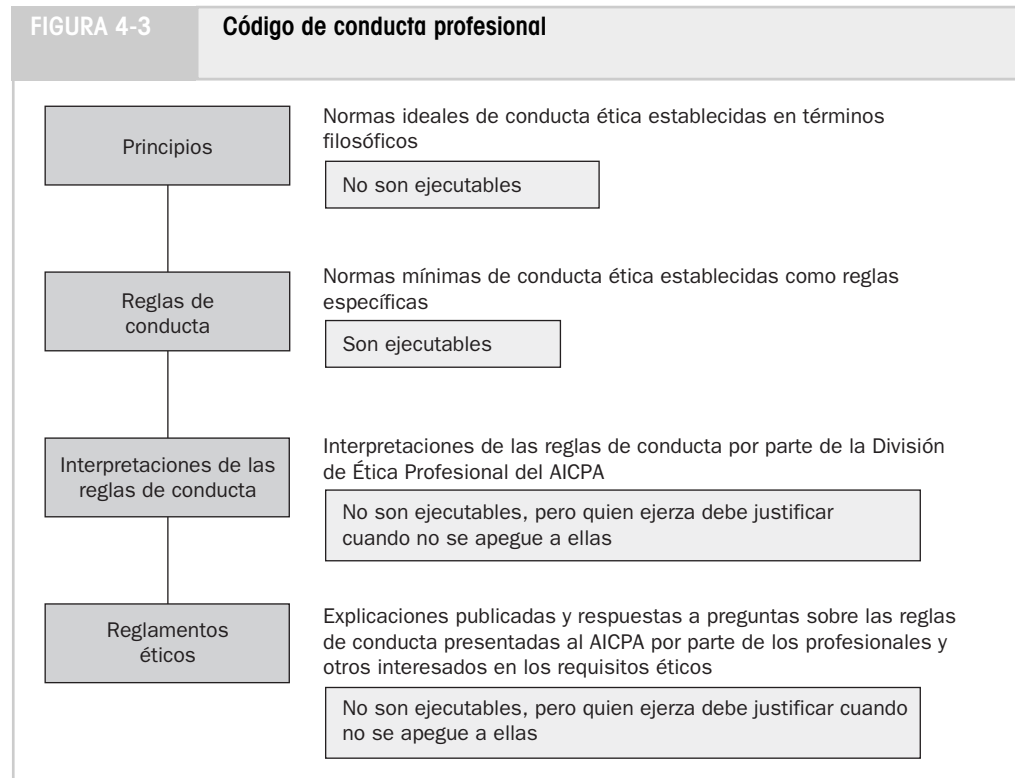 FIGURA 4-3
Código de conducta profesional
Principios
Normas ideales de conducta ética establecidas en términos
filosóficos
No son ejecutables
Reglas de
conducta
Normas mínimas de conducta ética establecidas como reglas
específicas
Son ejecutables
Interpretaciones de las
reglas de conducta
Interpretaciones de las reglas de conducta por parte de la División
de Ética Profesional del AICPA
No son ejecutables, pero quien ejerza debe justificar
cuando no se apegue a ellas
Reglamentos
éticos
Explicaciones publicadas y respuestas a preguntas sobre las reglas
de conducta presentadas al AICPA por parte de los profesionales y
otros interesados en los requisitos éticos
No son ejecutables, pero quien ejerza debe justificar cuando
no se apegue a ellas